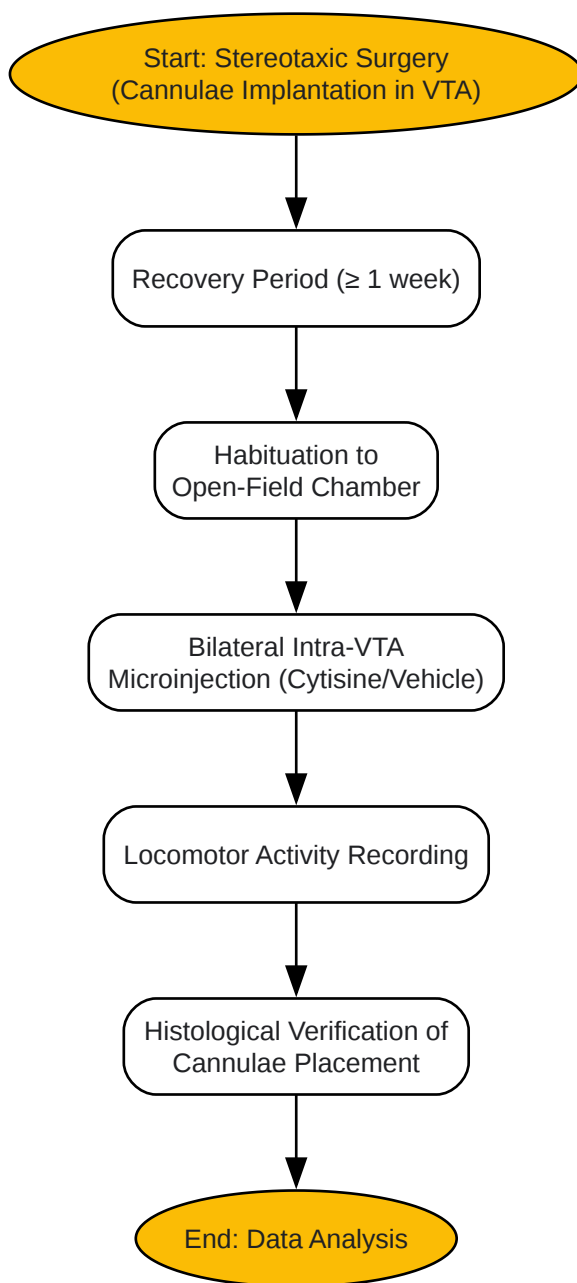 Start: Stereotaxic Surgery
(Cannulae Implantation in VTA)
Recovery Period (≥ 1 week)
Habituation to
Open-Field Chamber
Bilateral Intra-VTA
Microinjection (Cytisine/Vehicle)
Locomotor Activity Recording
Histological Verification of
Cannulae Placement
End: Data Analysis